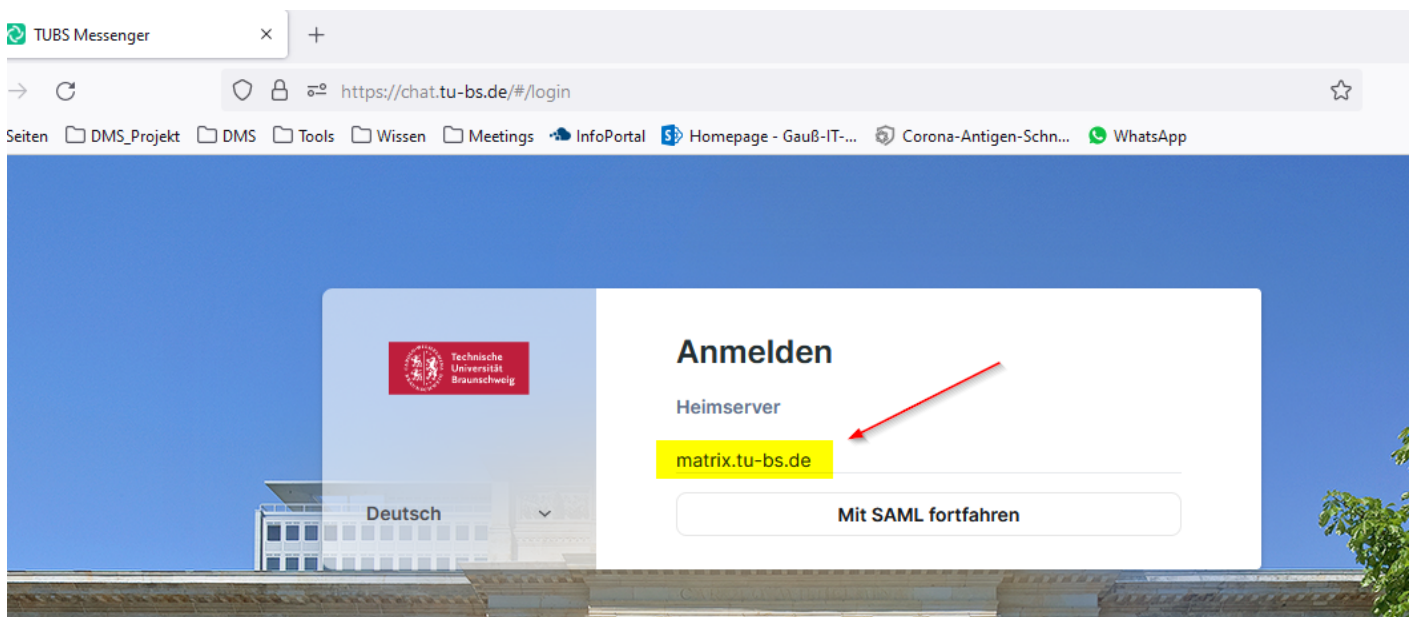 TUBS Messenger
https://chat.tu-bs.de/#/login
Seiten DMS_Projekt DMS Tools Wissen Meetings InfoPortal Homepage - Gauß-IT-... Corona-Antigen-Schn... WhatsApp
Technische
Universität
Braunschweig
Anmelden
Heimserver
matrix.tu-bs.de
Deutsch
Mit SAML fortfahren